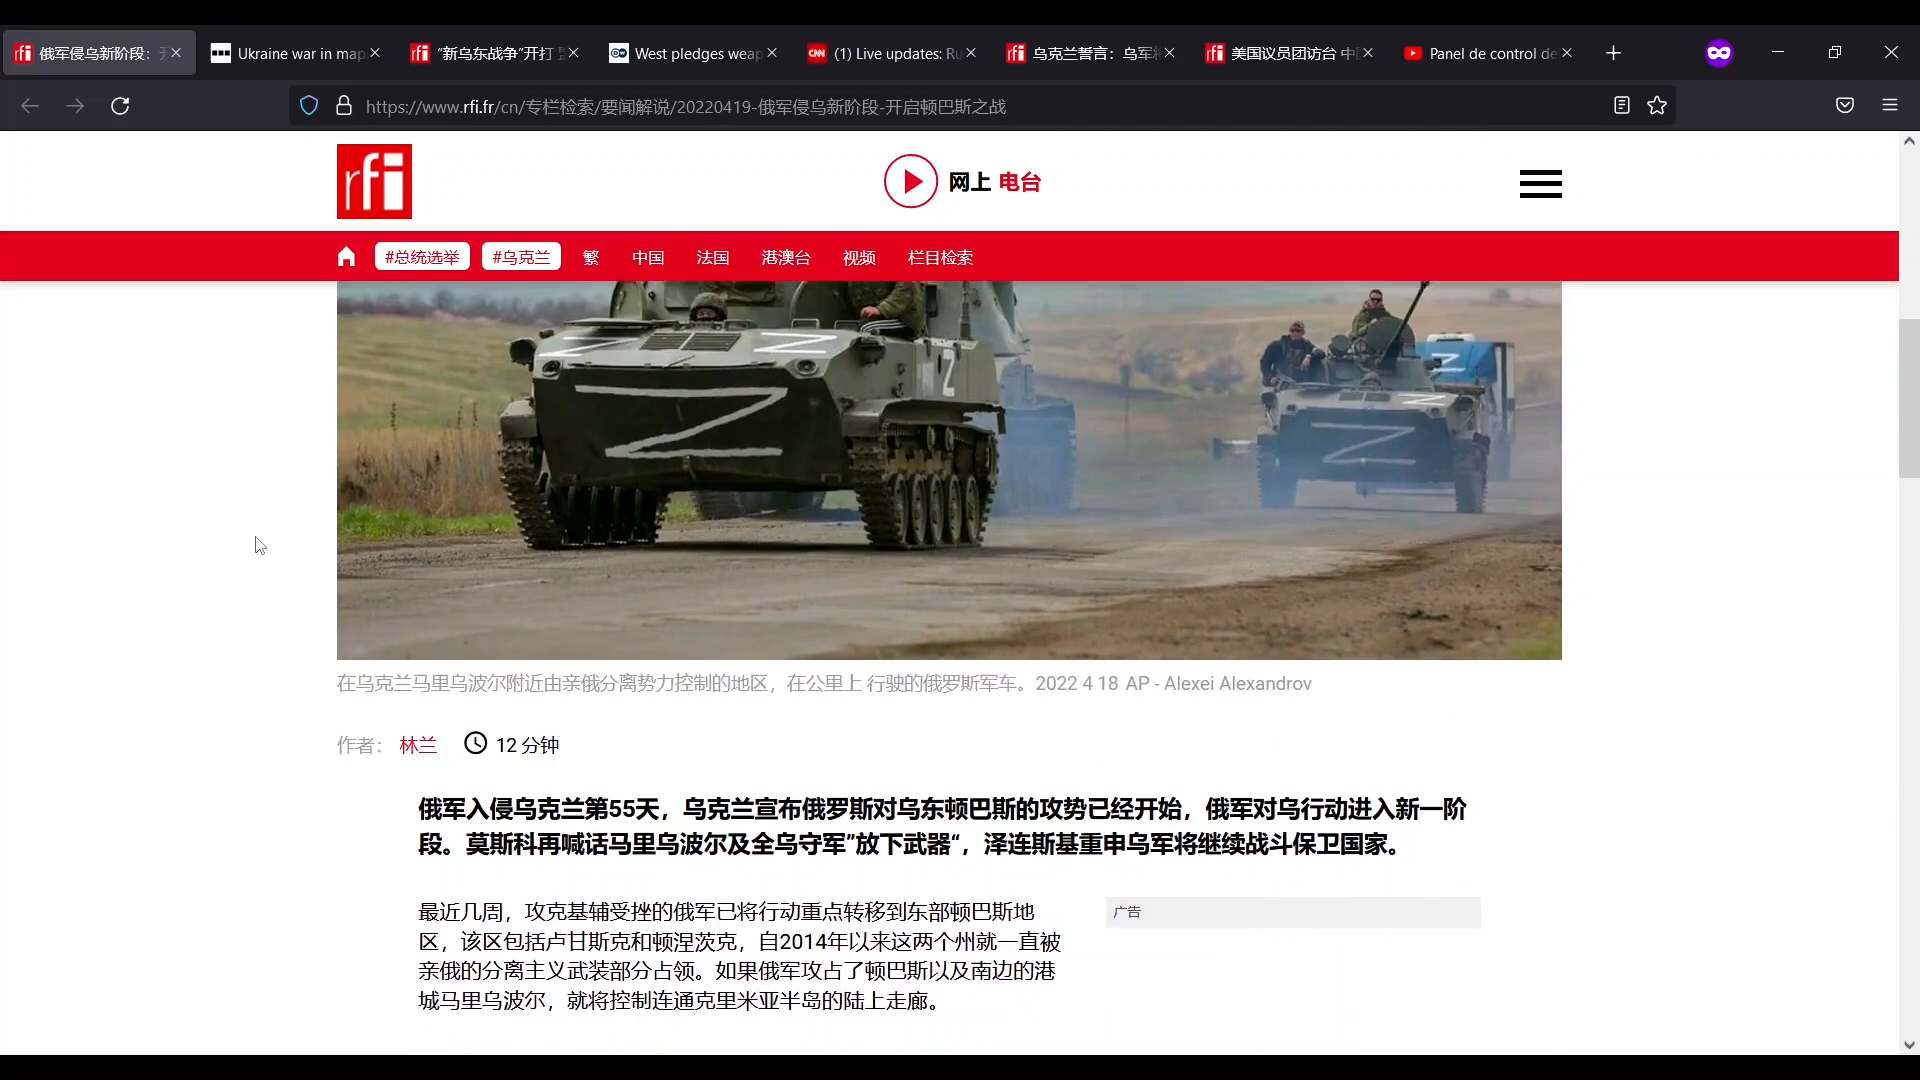 俄军侵乌新阶段：
Ukraine war in map
“新乌东战争”开打
West pledges weap
CNN
(1) Live updates: Ru
乌克兰誓言：乌军
美国议员团访台 中
Panel de control de
https://www.rfi.fr/cn/专栏检索/要闻解说/20220419-俄军侵乌新阶段-开启顿巴斯之战
rfi
网上 电台
#总统选举
#乌克兰
繁
中国
法国
港澳台
视频
栏目检索
Z
Z
Z
在乌克兰马里乌波尔附近由亲俄分离势力控制的地区，在公里上 行驶的俄罗斯军车。2022 4 18 AP - Alexei Alexandrov
作者： 林兰 12 分钟
俄军入侵乌克兰第55天，乌克兰宣布俄罗斯对乌东顿巴斯的攻势已经开始，俄军对乌行动进入新一阶
段。莫斯科再喊话马里乌波尔及全乌守军”放下武器“，泽连斯基重申乌军将继续战斗保卫国家。
最近几周，攻克基辅受挫的俄军已将行动重点转移到东部顿巴斯地
区，该区包括卢甘斯克和顿涅茨克，自2014年以来这两个州就一直被
亲俄的分离主义武装部分占领。如果俄军攻占了顿巴斯以及南边的港
城马里乌波尔，就将控制连通克里米亚半岛的陆上走廊。
广告